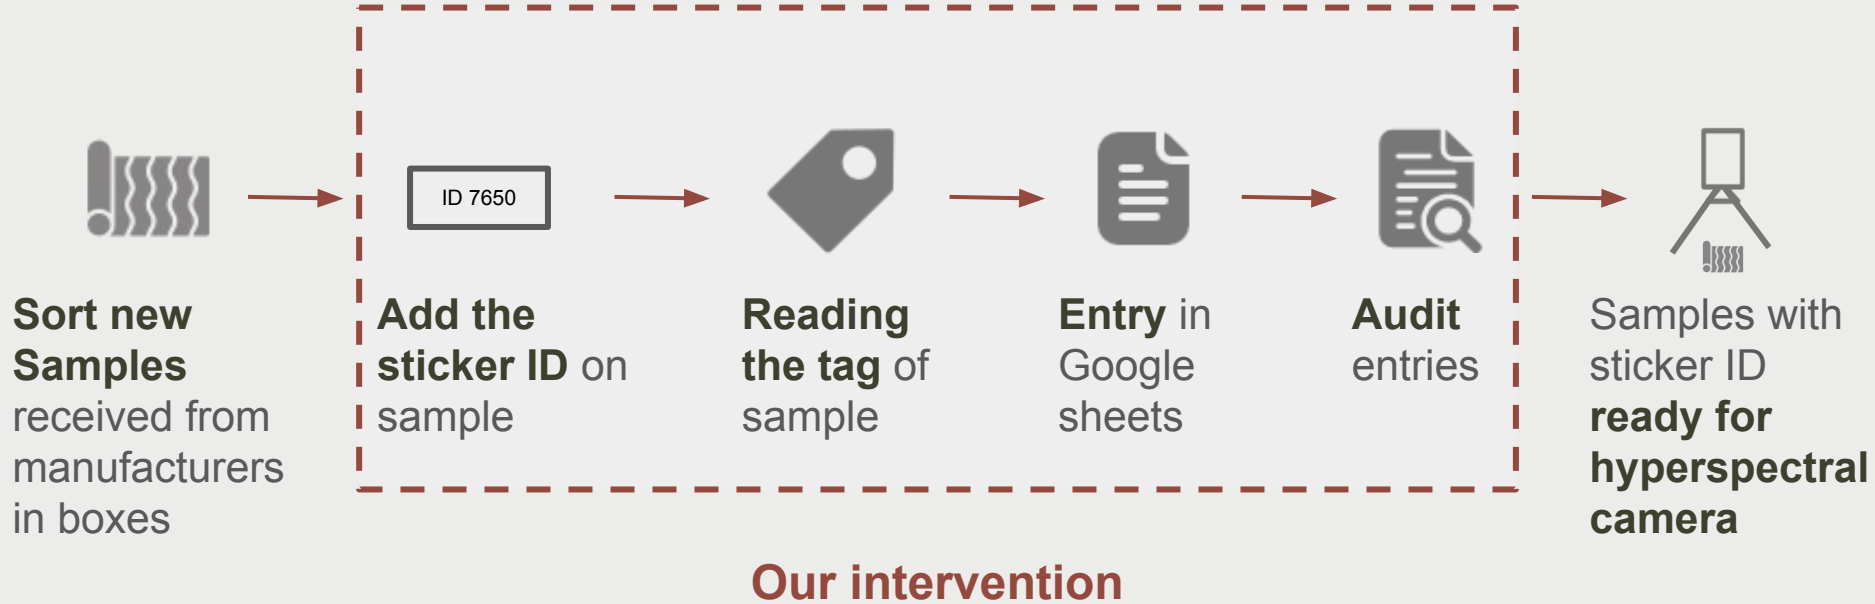 Sort new
Samples
received from
manufacturers
in boxes
ID 7650
Add the
sticker ID on
sample
Reading
the tag of
sample
Entry in
Google
sheets
Audit
entries
Samples with
sticker ID
ready for
hyperspectral
camera
Our intervention